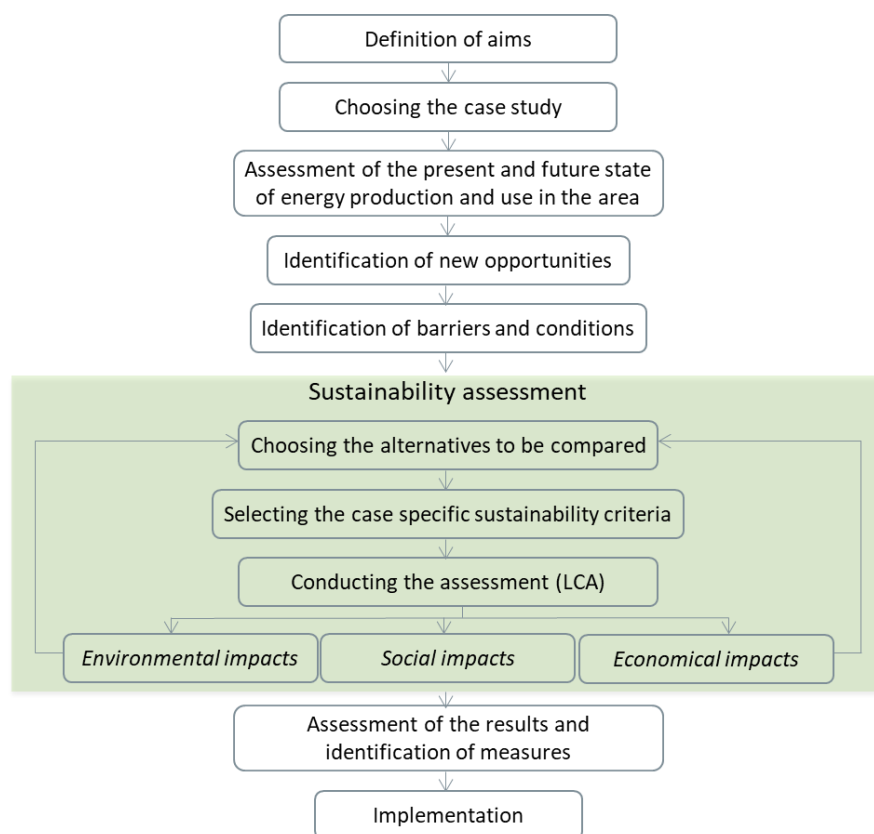 Definition of aims
Choosing the case study
Assessment of the present and future state
of energy production and use in the area
Identification of new opportunities
Identification of barriers and conditions
Sustainability assessment
Choosing the alternatives to be compared
Selecting the case specific sustainability criteria
Conducting the assessment (LCA)
Environmental impacts
Social impacts
Economical impacts
Assessment of the results and
identification of measures
Implementation